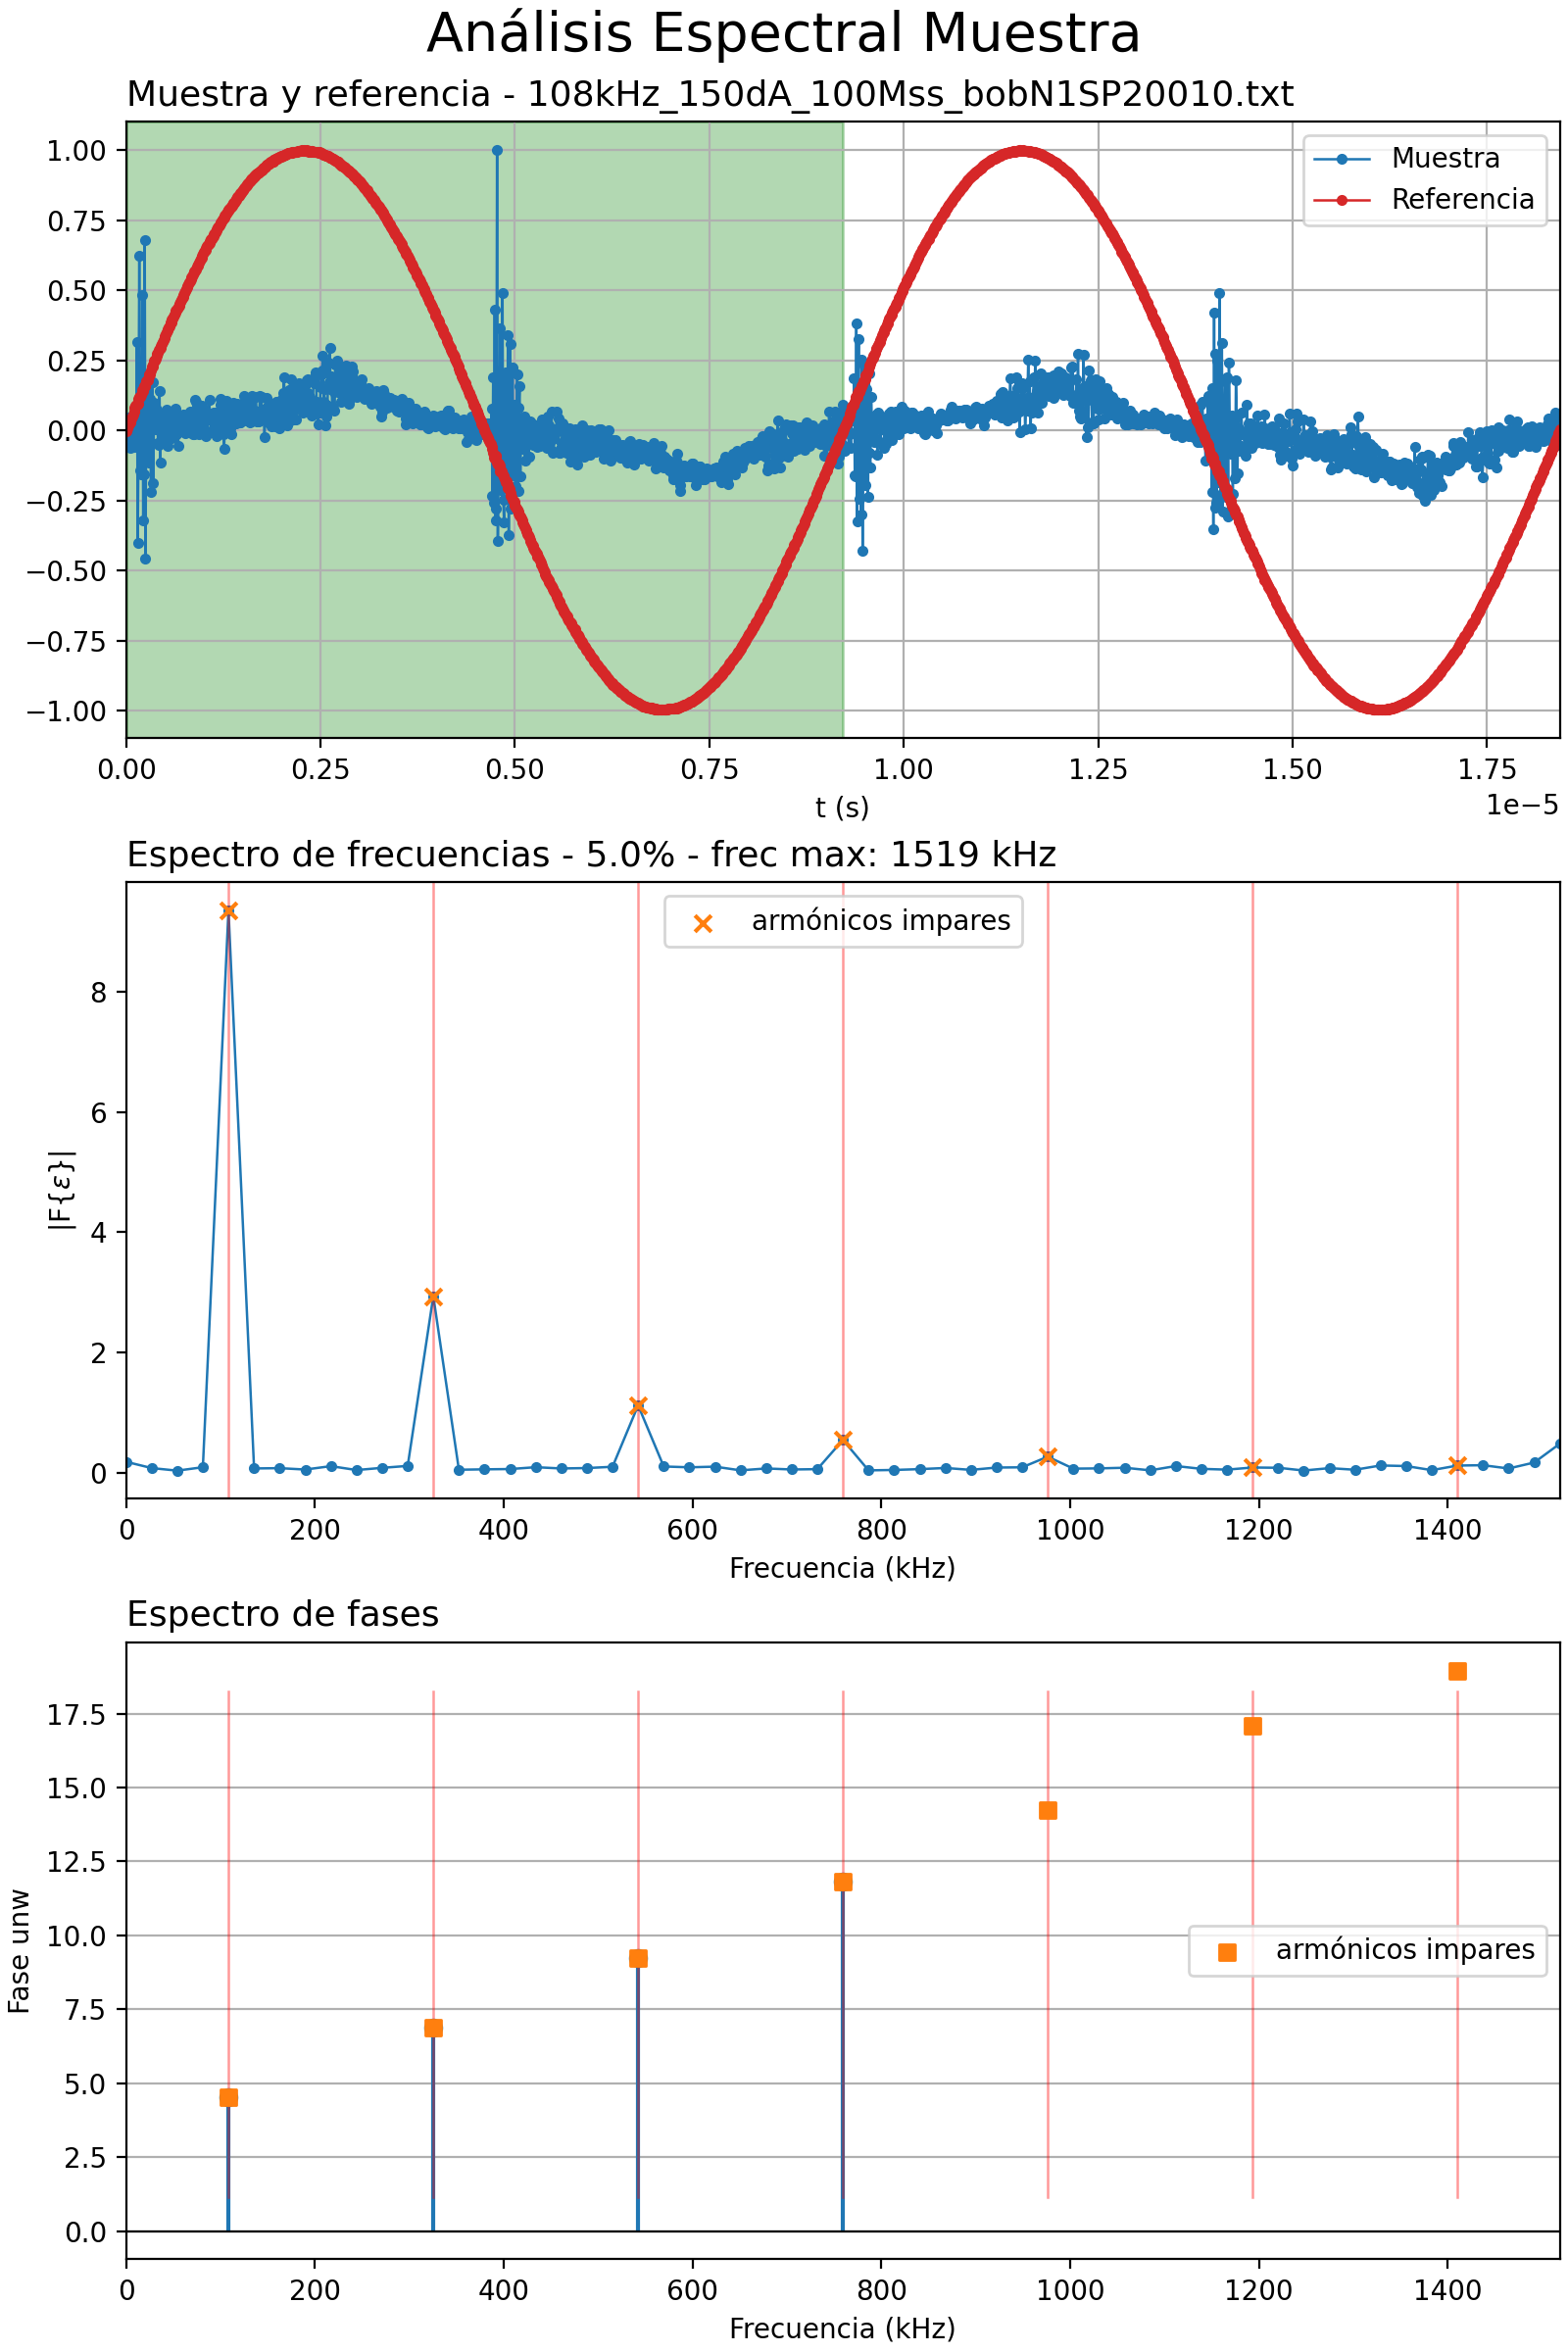 Análisis Espectral Muestra
Muestra y referencia - 108kHz_150dA_100Mss_bobN1SP20010.txt
1.00
0.75
0.50
0.25
0.00
−0.25
−0.50
−0.75
−1.00
Muestra
Referencia
0.00 0.25 0.50 0.75 1.00 1.25 1.50 1.75
t (s)
1e−5
Espectro de frecuencias - 5.0% - frec max: 1519 kHz
|F{ε}|
8
6
4
2
0
armónicos impares
0 200 400 600 800 1000 1200 1400
Frecuencia (kHz)
Espectro de fases
Fase unw
17.5
15.0
12.5
10.0
7.5
5.0
2.5
0.0
armónicos impares
0 200 400 600 800 1000 1200 1400
Frecuencia (kHz)